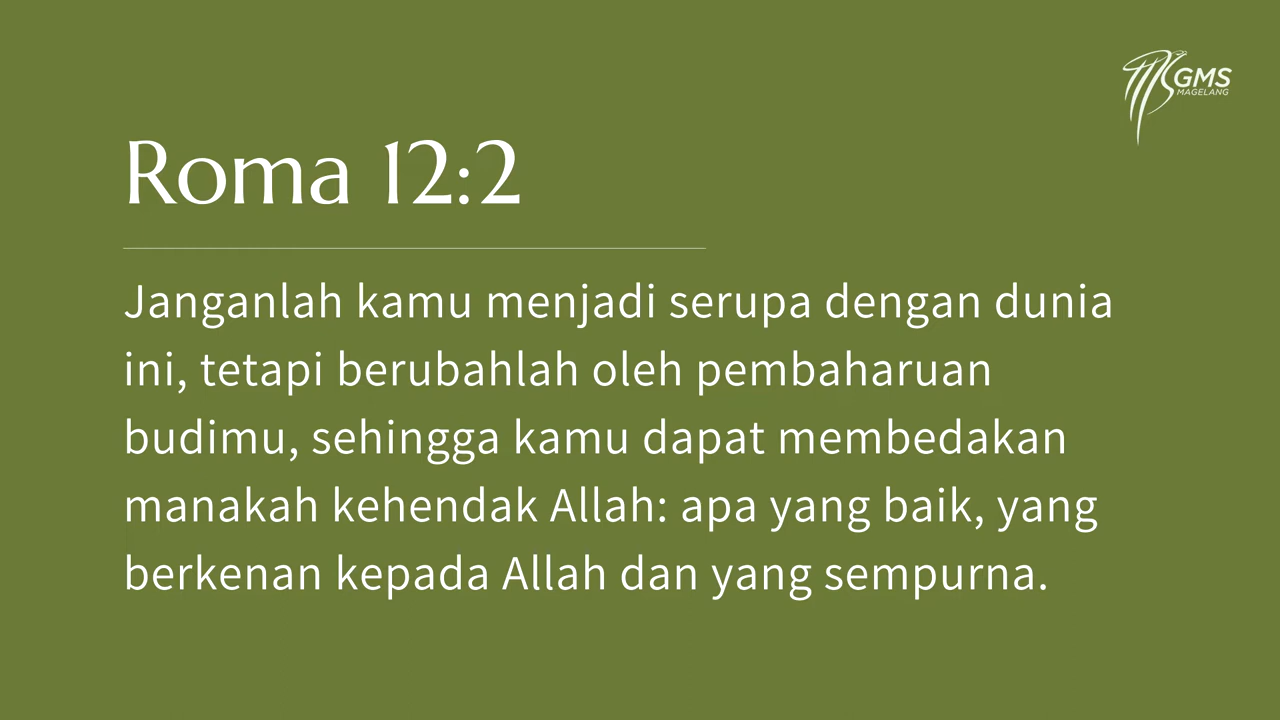 GMS
MAGELANG
Roma 12:2
Janganlah kamu menjadi serupa dengan dunia
ini, tetapi berubahlah oleh pembaharuan
budimu, sehingga kamu dapat membedakan
manakah kehendak Allah: apa yang baik, yang
berkenan kepada Allah dan yang sempurna.